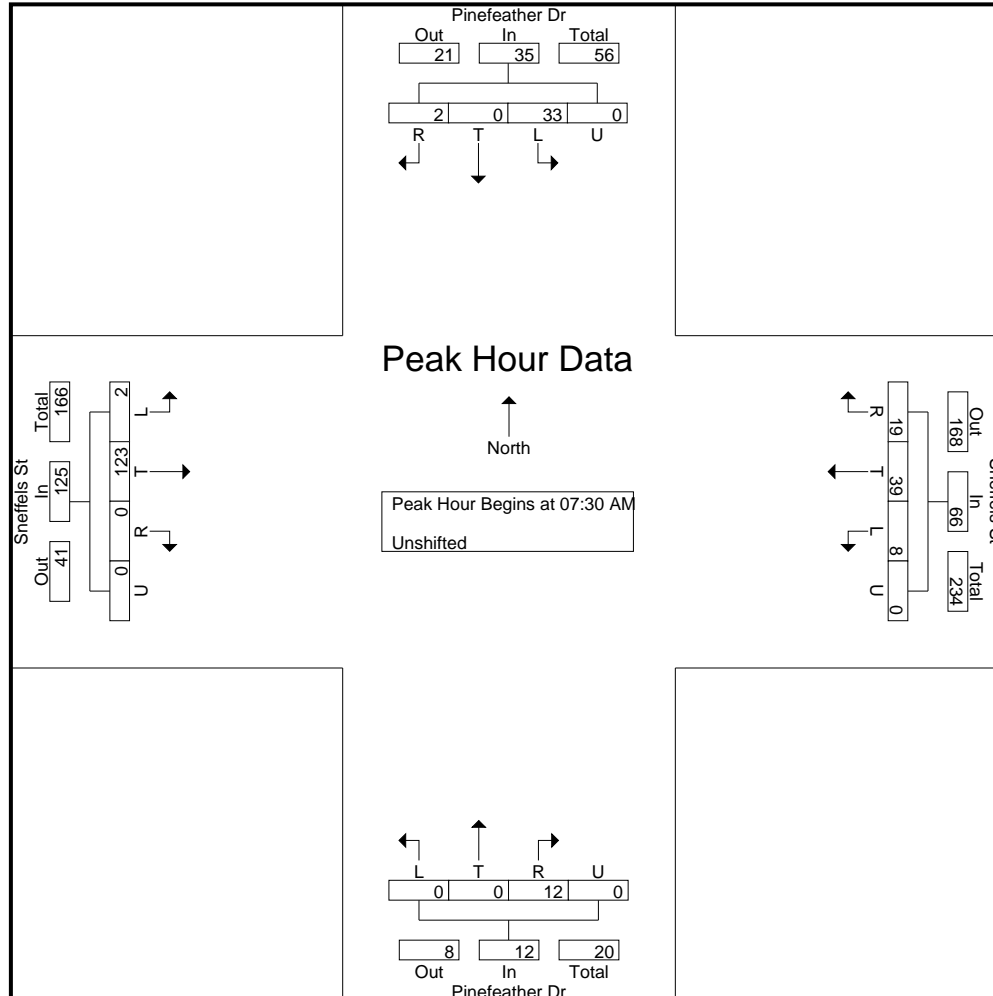 Pinefeather Dr
Out In Total
21 35 56
2 0 33 0
R T L U
Peak Hour Data
North
Peak Hour Begins at 07:30 AM
Unshifted
Sneffels St
Total In Out
166 125 41
2 123 0 0
L T R U
R T L U
19 39 8 0
Out In Total
168 66 234
L T R U
0 0 12 0
8 12 20
Out In Total
Pinefeather Dr